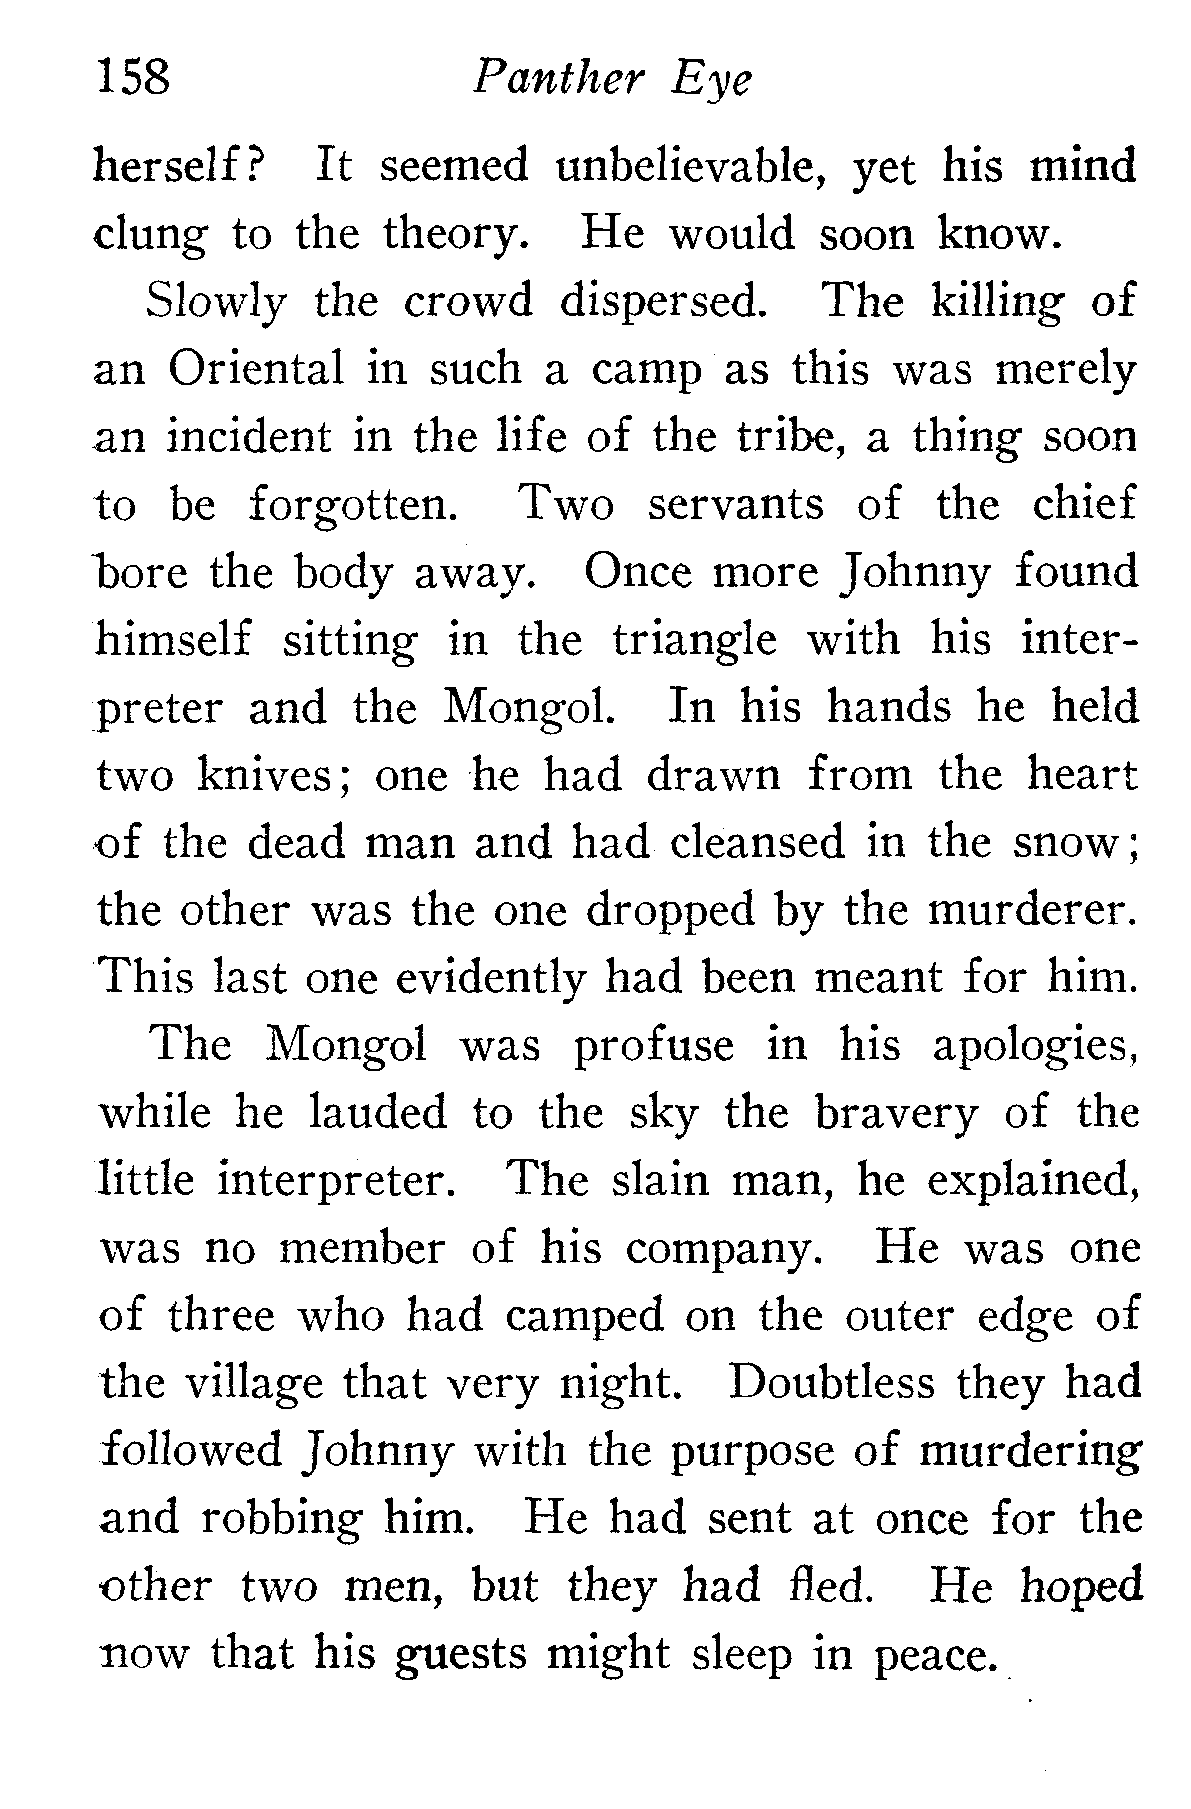 158 Panther Eye
herself? It seemed unbelievable, yet his mind
clung to the theory. He would soon know.
Slowly the crowd dispersed. The killing of
an Oriental in such a camp as this was merely
an incident in the life of the tribe, a thing soon
to be forgotten. Two servants of the chief
bore the body away. Once more Johnny found
himself sitting in the triangle with his inter-
preter and the Mongol. In his hands he held
two knives; one he had drawn from the heart
of the dead man and had cleansed in the snow;
the other was the one dropped by the murderer.
This last one evidently had been meant for him.
The Mongol was profuse in his apologies,
while he lauded to the sky the bravery of the
little interpreter. The slain man, he explained,
was no member of his company. He was one
of three who had camped on the outer edge of
the village that very night. Doubtless they had
followed Johnny with the purpose of murdering
and robbing him. He had sent at once for the
other two men, but they had fled. He hoped
now that his guests might sleep in peace.